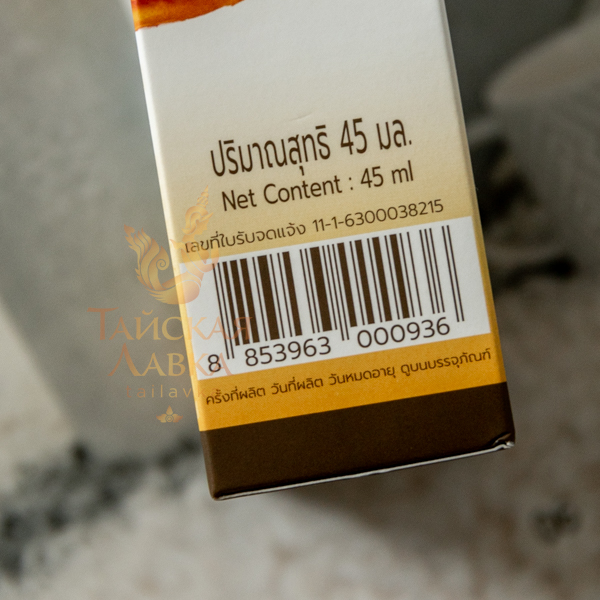 ปริมาณสุทธิ 45 มล.
Net Content : 45 ml
เลขที่ใบรับจดแจ้ง 11-1-6300038215
8 853963 000936
ครั้งที่ผลิต วันที่ผลิต วันหมดอายุ ดูบนบรรจุภัณฑ์
ТАЙСКАЯ
ЛАВКА